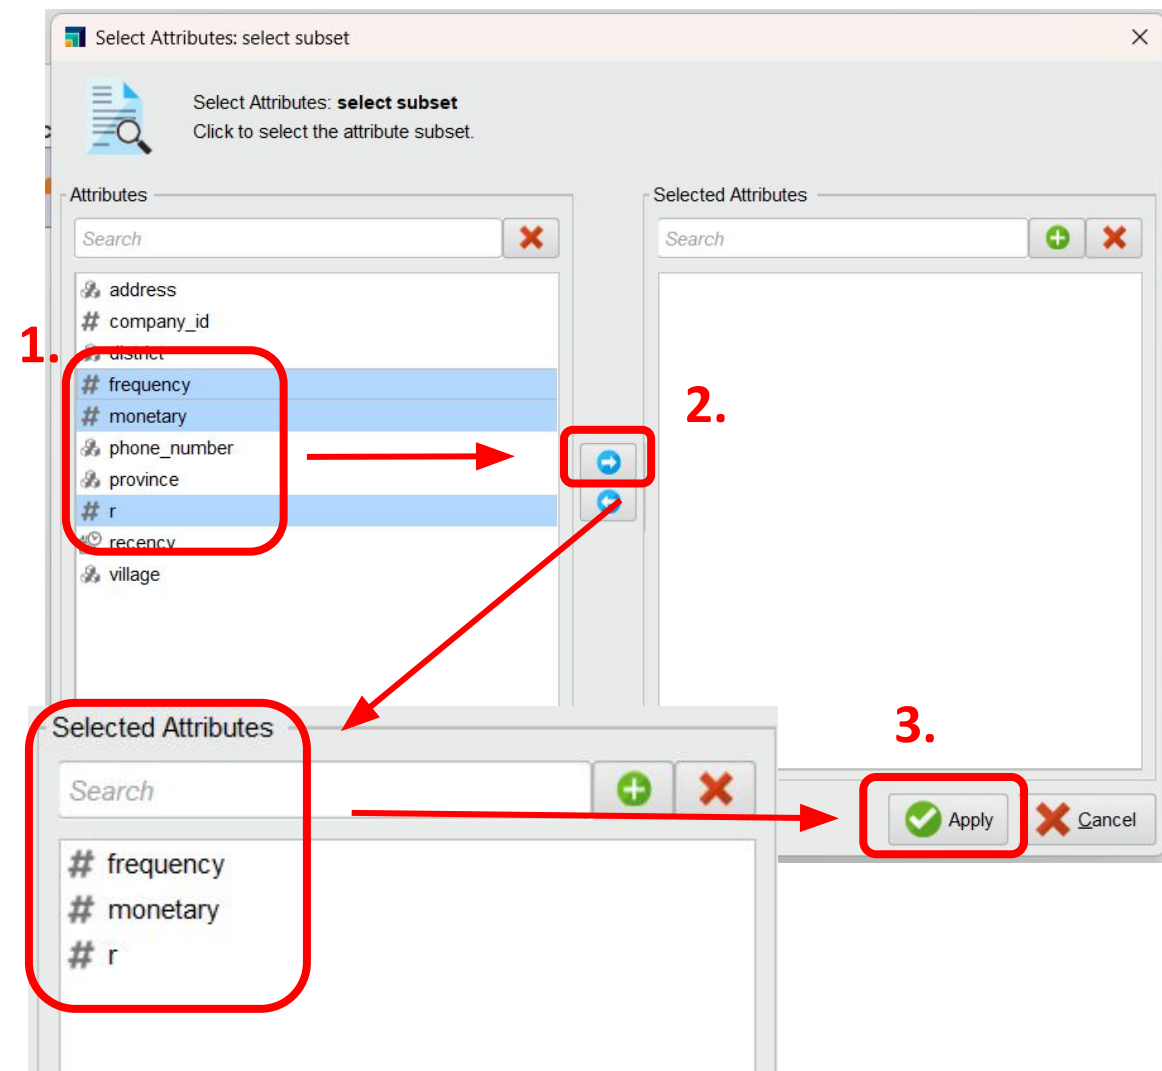 Select Attributes: select subset
Select Attributes: select subset
Click to select the attribute subset.
Attributes
Selected Attributes
Search
Search
address
# company_id
1.
district
# frequency
# monetary
2.
phone_number
province
# r
recency
village
Selected Attributes
3.
Search
Apply
Cancel
# frequency
# monetary
# r